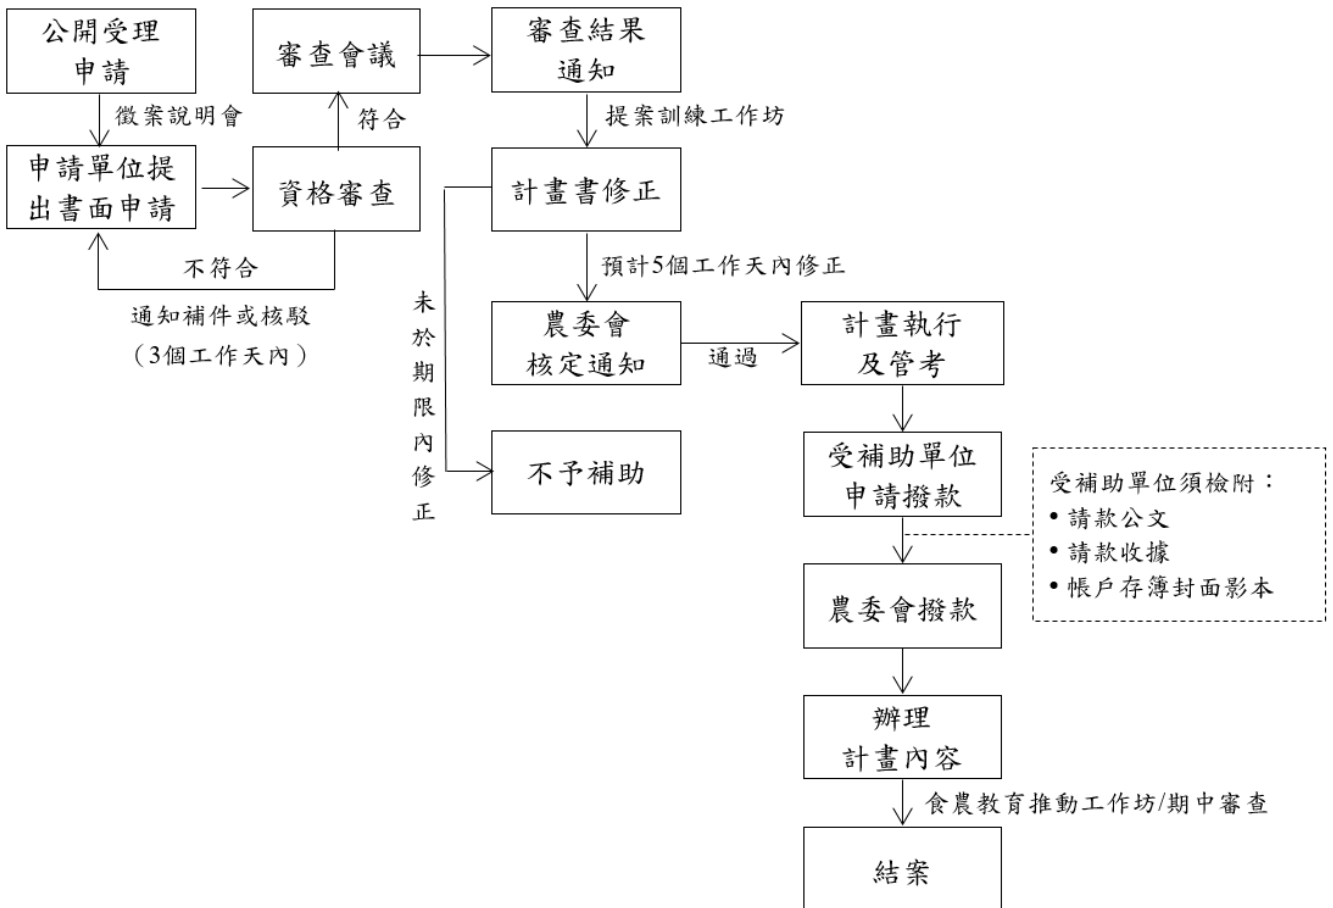 公開受理
申請
徵案說明會
申請單位提
出書面申請
資格審查
不符合
通知補件或核駁
（3個工作天內）
符合
審查會議
審查結果
通知
提案訓練工作坊
計畫書修正
未於期限內修正
不予補助
預計5個工作天內修正
農委會
核定通知
通過
計畫執行
及管考
受補助單位
申請撥款
受補助單位須檢附：
• 請款公文
• 請款收據
• 帳戶存簿封面影本
農委會撥款
辦理
計畫內容
食農教育推動工作坊/期中審查
結案